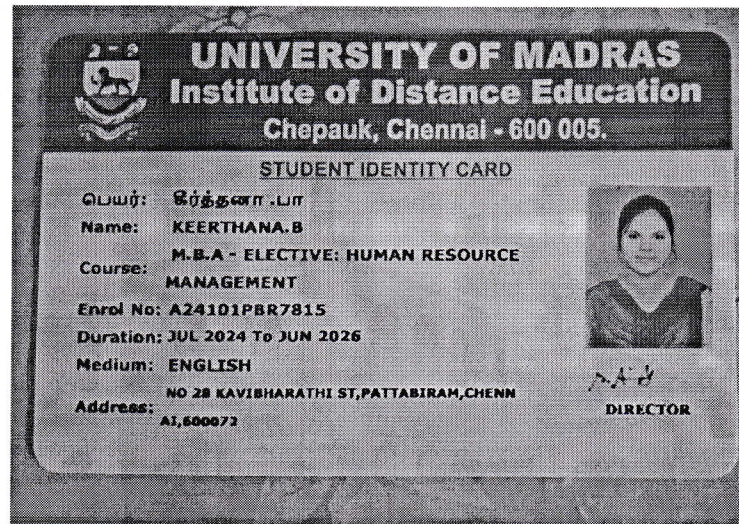 UNIVERSITY OF MADRAS
Institute of Distance Education
Chepauk, Chennai - 600 005.
STUDENT IDENTITY CARD
பெயர்: கீர்த்தனா .பா
Name: KEERTHANA.B
Course: M.B.A - ELECTIVE: HUMAN RESOURCE
MANAGEMENT
Enrol No: A24101PBR7815
Duration: JUL 2024 To JUN 2026
Medium: ENGLISH
Address: NO 28 KAVIBHARATHI ST,PATTABIRAM,CHENN
AI,600072
DIRECTOR